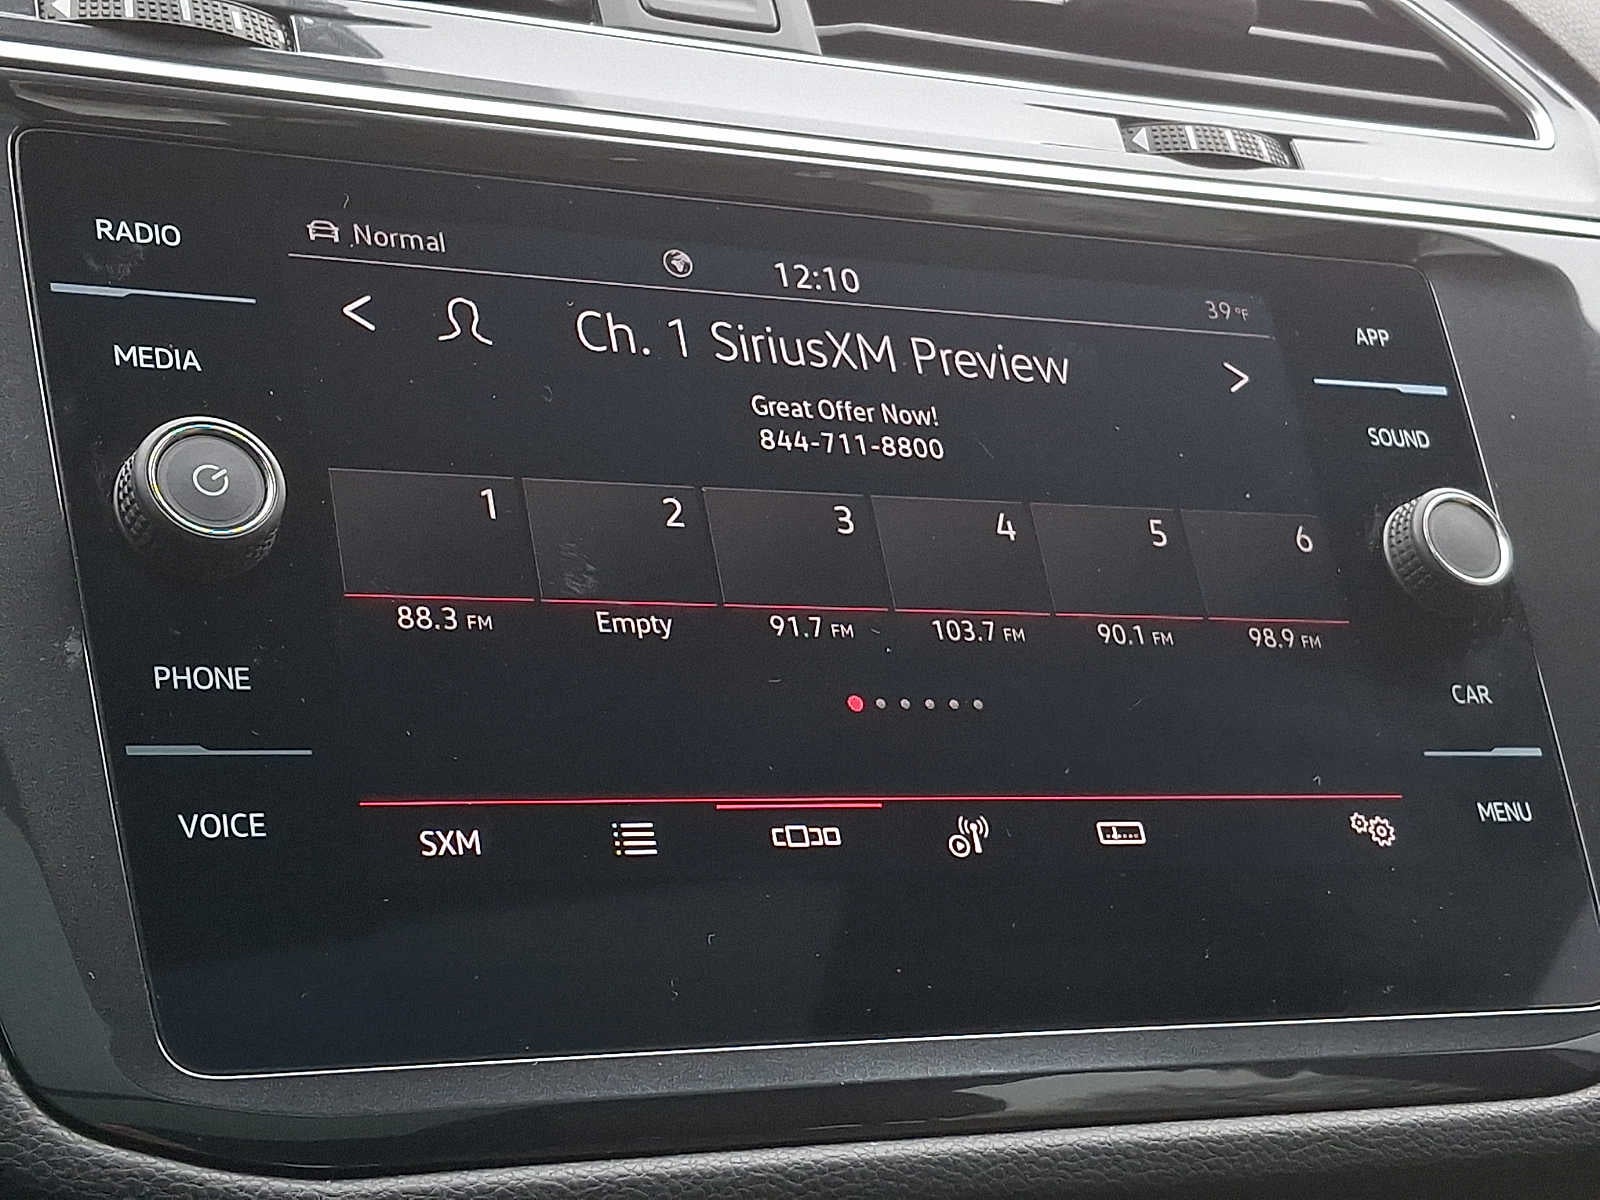 RADIO
Normal
12:10
39°F
MEDIA
Ch. 1 SiriusXM Preview
APP
Great Offer Now!
844-711-8800
SOUND
1 2 3 4 5 6
88.3 FM Empty 91.7 FM 103.7 FM 90.1 FM 98.9 FM
PHONE
CAR
VOICE
SXM
MENU